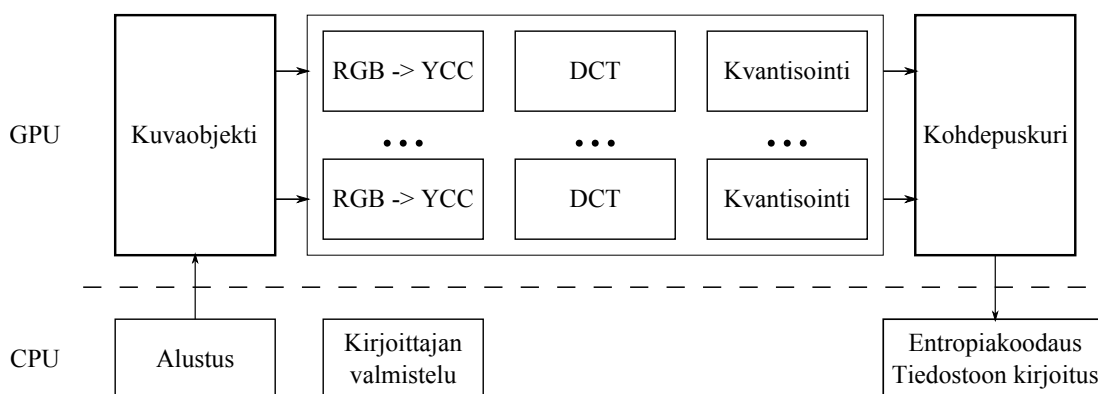 RGB -> YCC
DCT
Kvantisointi
GPU
Kuvaobjekti
...
...
...
Kohdepuskuri
RGB -> YCC
DCT
Kvantisointi
CPU
Alustus
Kirjoittajan
valmistelu
Entropiakoodaus
Tiedostoon kirjoitus